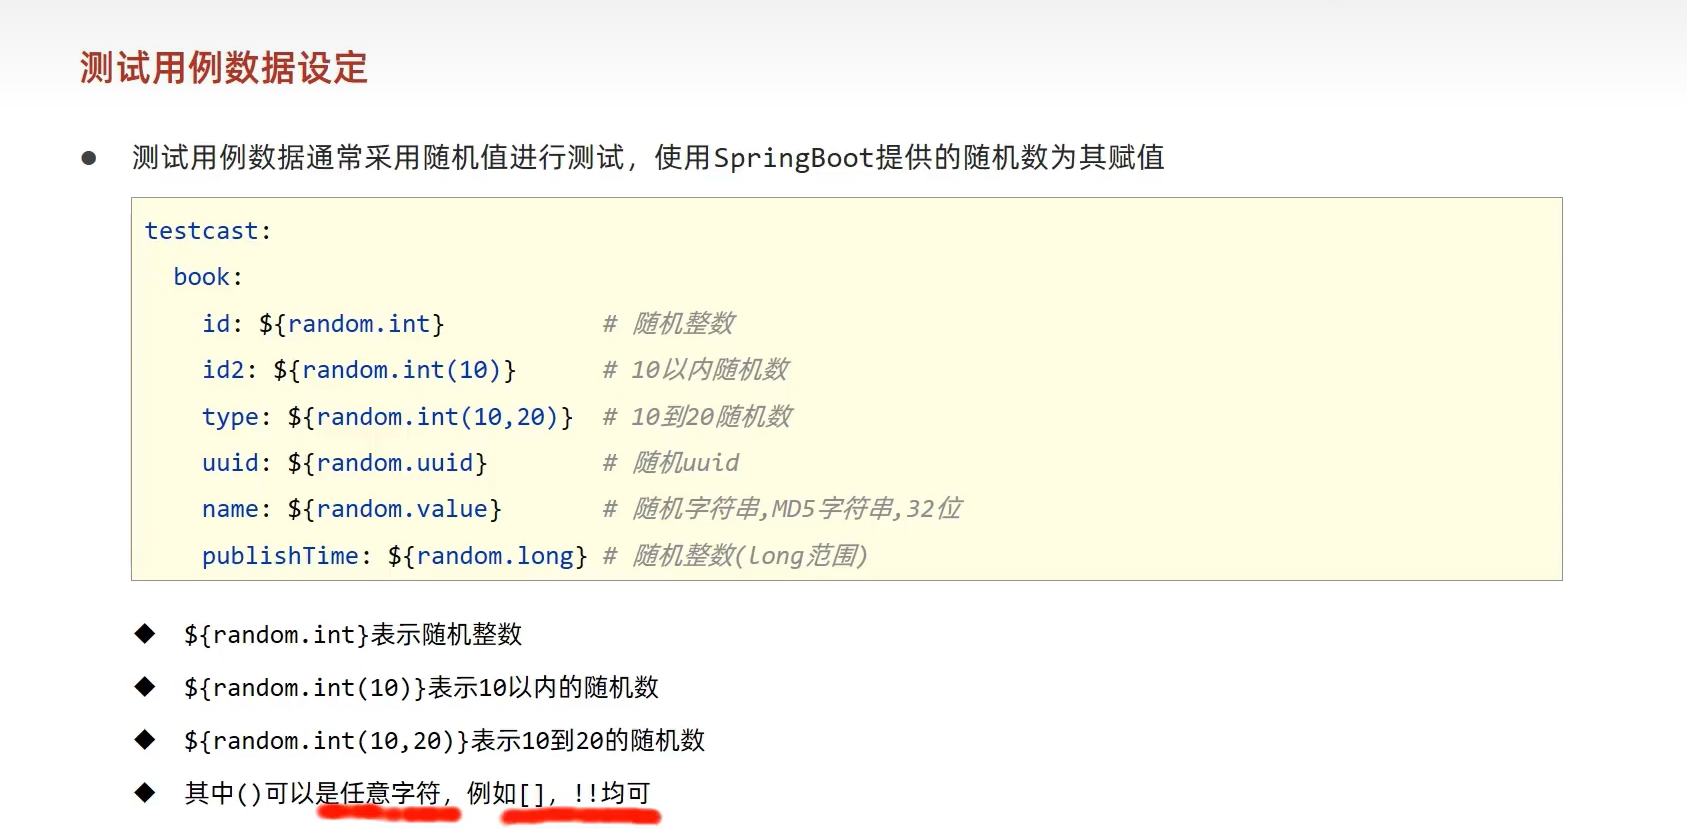 测试用例数据设定
● 测试用例数据通常采用随机值进行测试，使用SpringBoot提供的随机数为其赋值
testcast:
  book:
    id: ${random.int}           # 随机整数
    id2: ${random.int(10)}      # 10以内随机数
    type: ${random.int(10,20)}  # 10到20随机数
    uuid: ${random.uuid}        # 随机uuid
    name: ${random.value}       # 随机字符串,MD5字符串,32位
    publishTime: ${random.long} # 随机整数(long范围)
◆ ${random.int}表示随机整数
◆ ${random.int(10)}表示10以内的随机数
◆ ${random.int(10,20)}表示10到20的随机数
◆ 其中()可以是任意字符，例如[]，!!均可